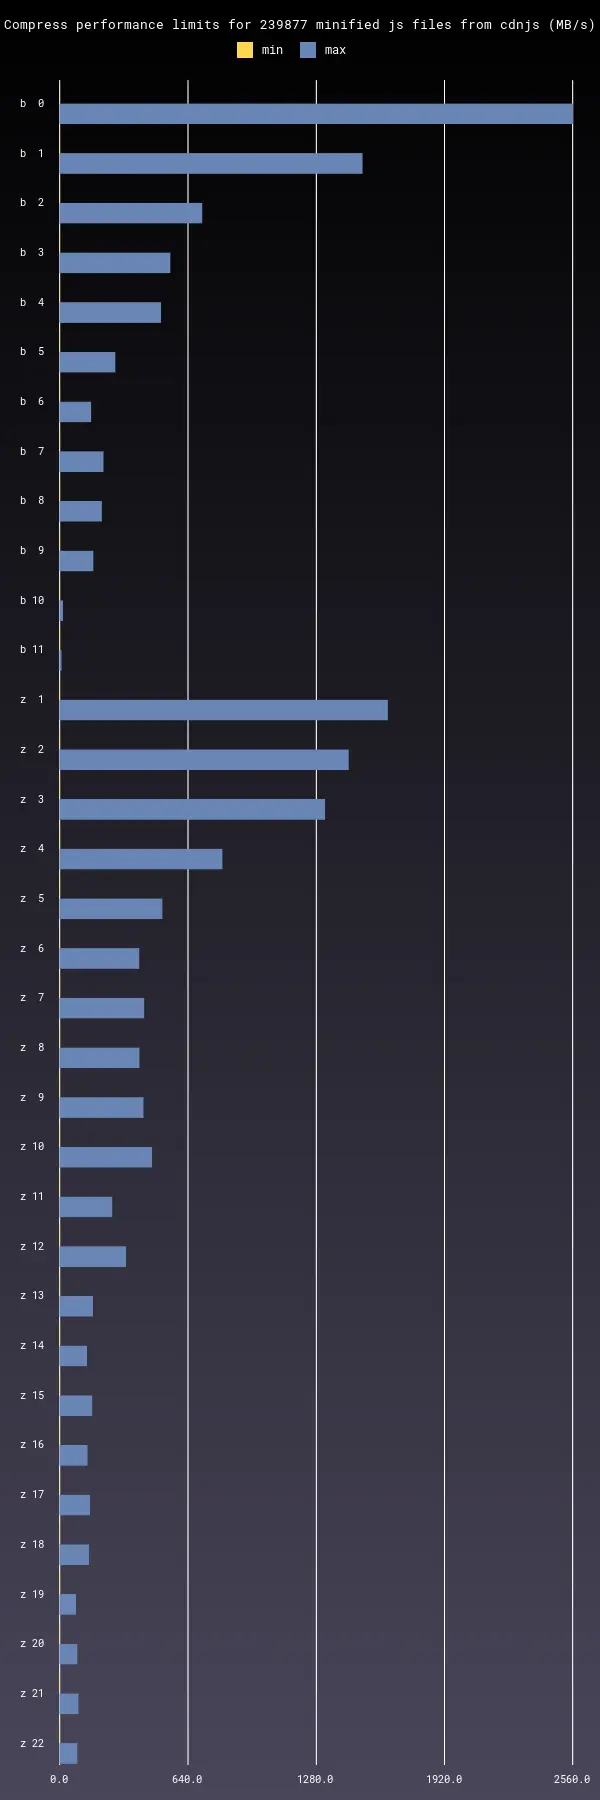 Compress performance limits for 239877 minified js files from cdnjs (MB/s)
min max
b 0
b 1
b 2
b 3
b 4
b 5
b 6
b 7
b 8
b 9
b 10
b 11
z 1
z 2
z 3
z 4
z 5
z 6
z 7
z 8
z 9
z 10
z 11
z 12
z 13
z 14
z 15
z 16
z 17
z 18
z 19
z 20
z 21
z 22
0.0 640.0 1280.0 1920.0 2560.0